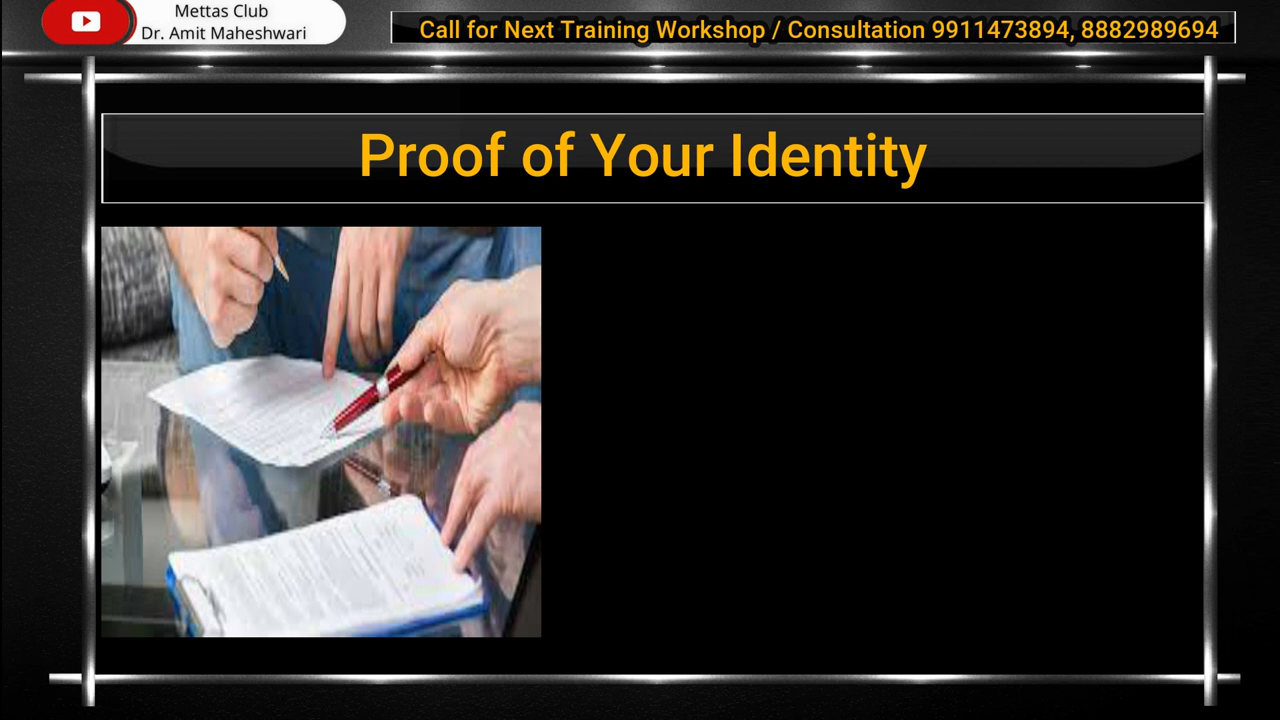 Mettas Club
Dr. Amit Maheshwari
Call for Next Training Workshop / Consultation 9911473894, 8882989694
Proof of Your Identity